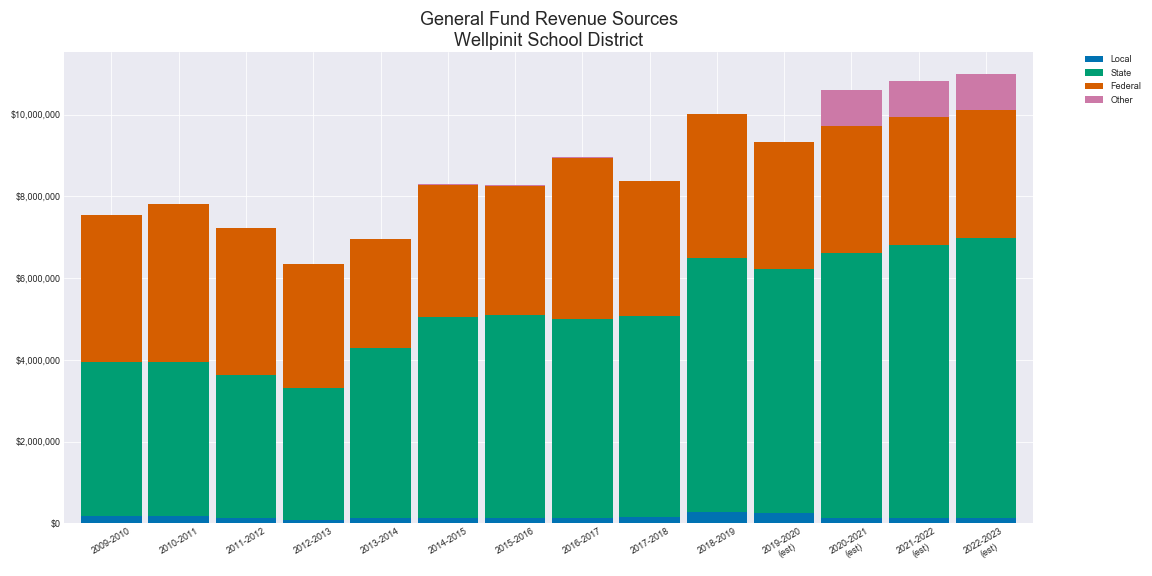 General Fund Revenue Sources
Wellpinit School District
Local
State
Federal
Other
$10,000,000
$8,000,000
$6,000,000
$4,000,000
$2,000,000
$0
2009-2010
2010-2011
2011-2012
2012-2013
2013-2014
2014-2015
2015-2016
2016-2017
2017-2018
2018-2019
2019-2020
(est)
2020-2021
(est)
2021-2022
(est)
2022-2023
(est)